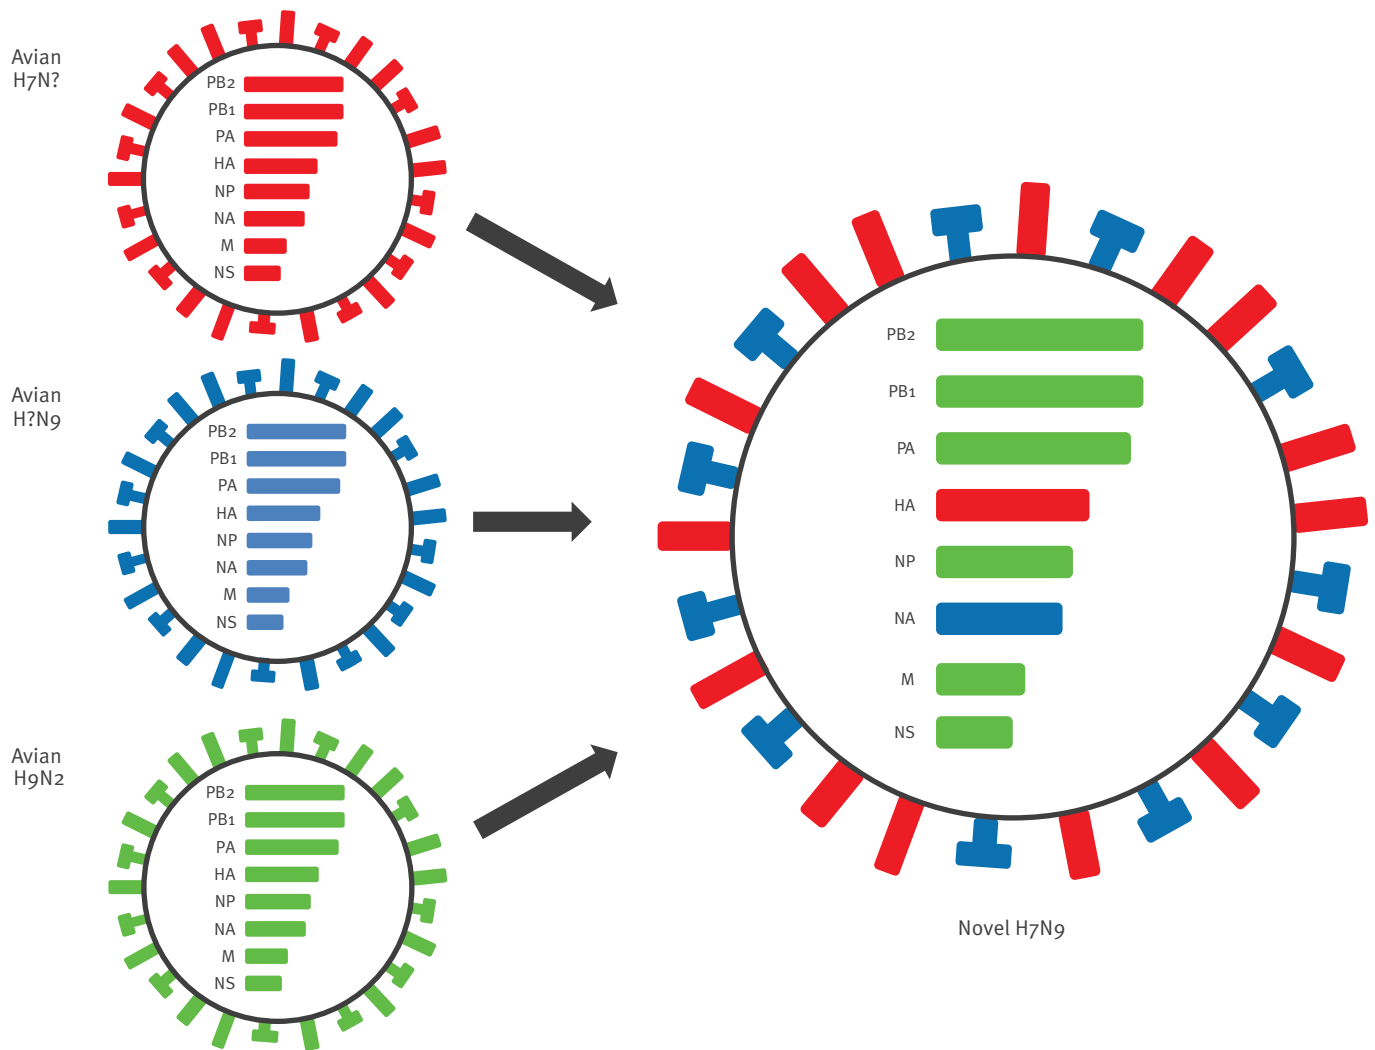 Avian
H7N?
PB2
PB1
PA
HA
NP
NA
M
NS
Avian
H?N9
PB2
PB1
PA
HA
NP
NA
M
NS
Avian
H9N2
PB2
PB1
PA
HA
NP
NA
M
NS
PB2
PB1
PA
HA
NP
NA
M
NS
Novel H7N9